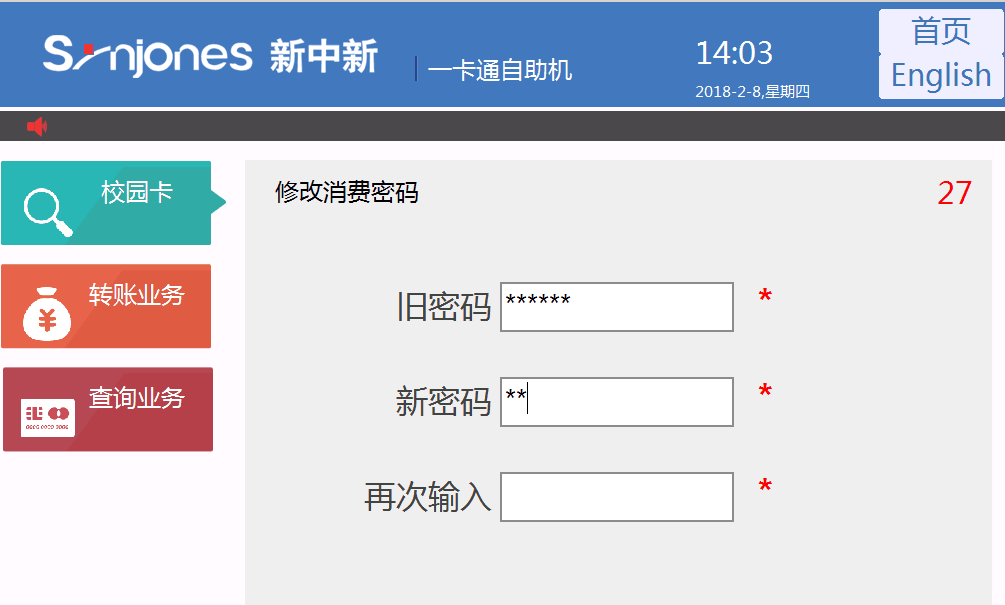 Synjones 新中新
一卡通自助机
14:03
2018-2-8,星期四
首页
English
校园卡
转账业务
查询业务
修改消费密码
27
旧密码 ****** *
新密码 ** *
再次输入 *